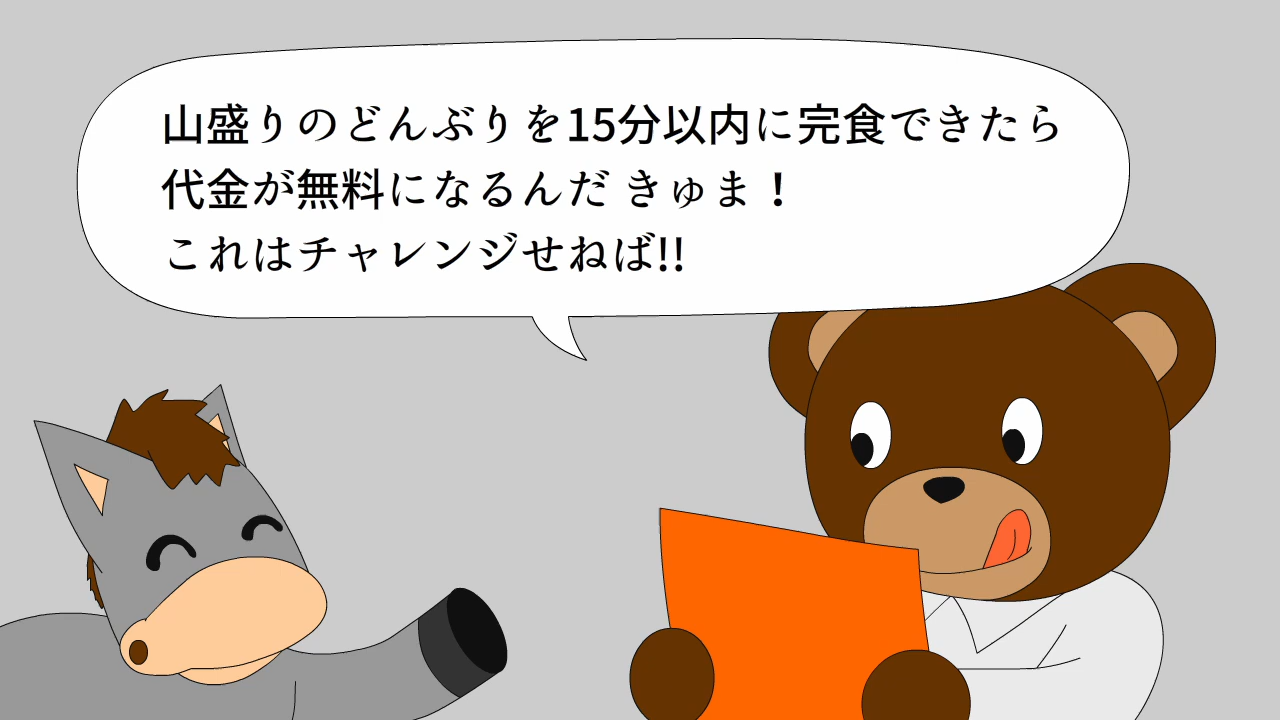 山盛りのどんぶりを15分以内に完食できたら
代金が無料になるんだ きゅま！
これはチャレンジせねば!!